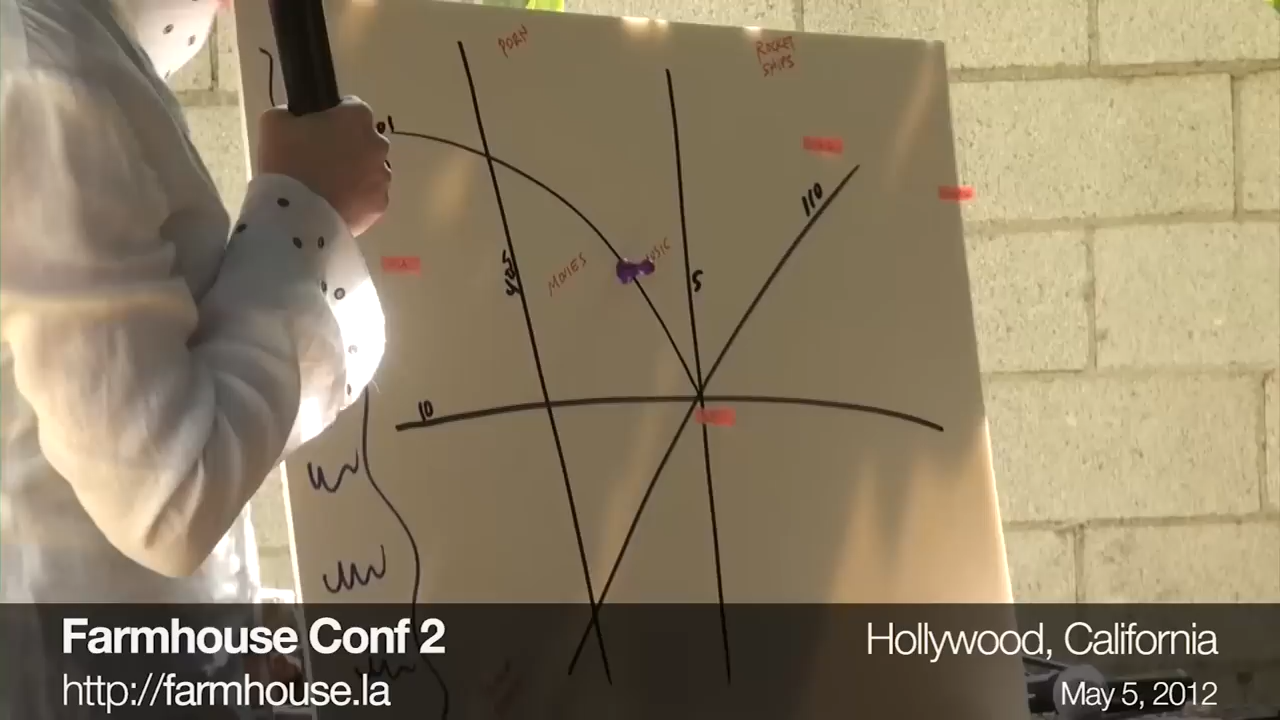 PORN
ROCKET
SHIPS
101
110
405
MOVIES
MUSIC
5
10
Farmhouse Conf 2
http://farmhouse.la
Hollywood, California
May 5, 2012